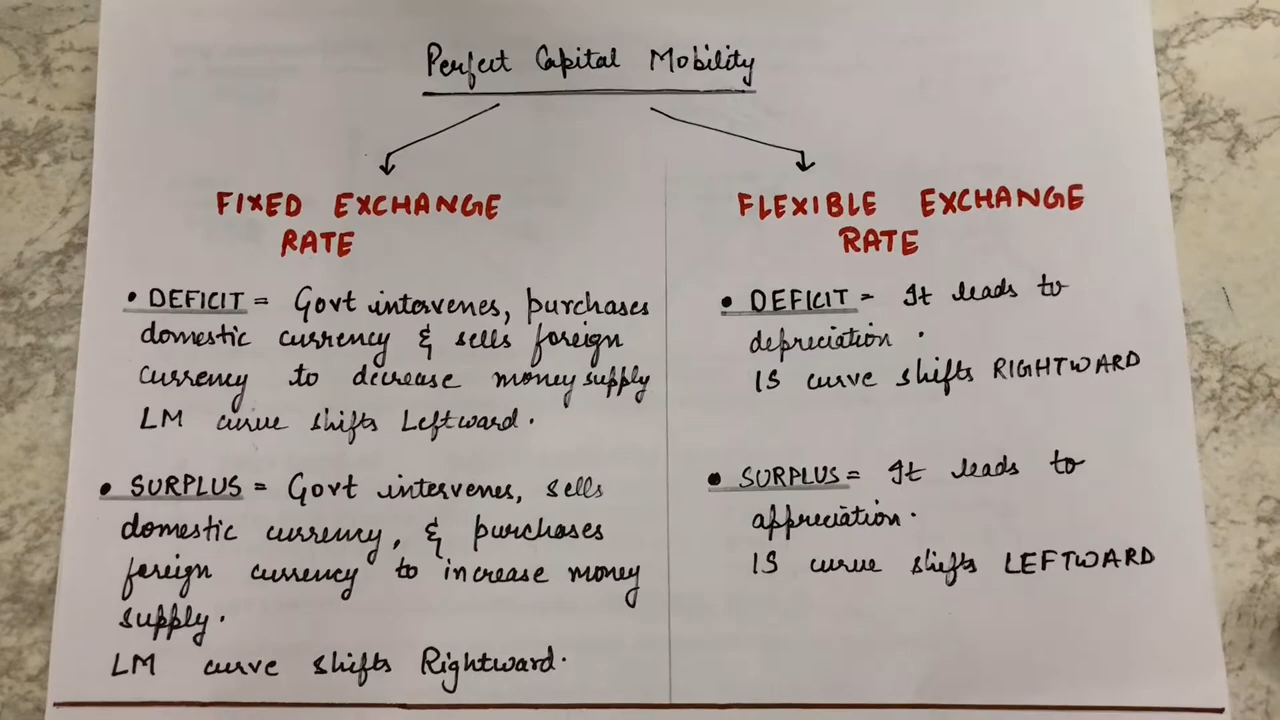 Perfect Capital Mobility
FIXED EXCHANGE
RATE
• DEFICIT = Govt intervenes, purchases
domestic currency & sells foreign
currency to decrease money supply
LM curve shifts Leftward.
• SURPLUS = Govt intervenes, sells
domestic currency, & purchases
foreign currency to increase money
supply.
LM curve shifts Rightward.
FLEXIBLE EXCHANGE
RATE
• DEFICIT = It leads to
depreciation.
IS curve shifts RIGHTWARD
• SURPLUS = It leads to
appreciation.
IS curve shifts LEFTWARD